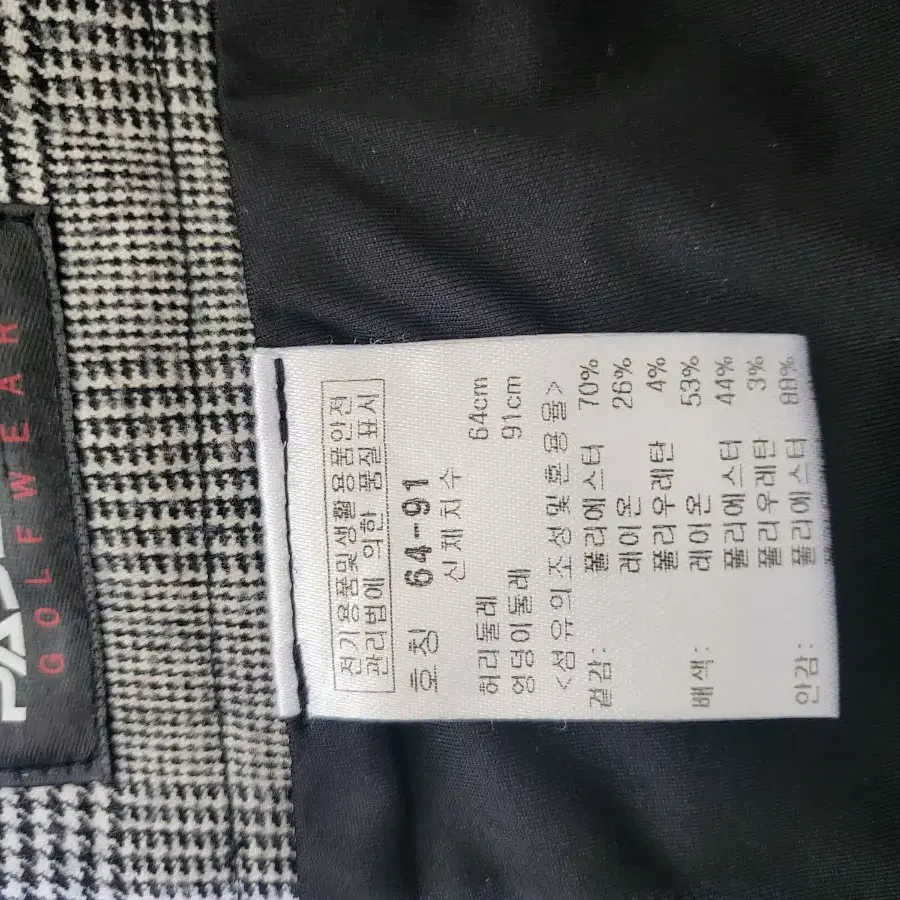 GOLFWEAR
전기용품및생활용품안전
관리법에 의한 품질표시
호칭 64-91
신체치수
허리둘레 64cm
엉덩이둘레 91cm
<섬유의조성및혼용율>
겉감: 폴리에스터 70%
레이온 26%
폴리우레탄 4%
배색: 레이온 53%
폴리에스터 44%
폴리우레탄 3%
안감: 폴리에스터